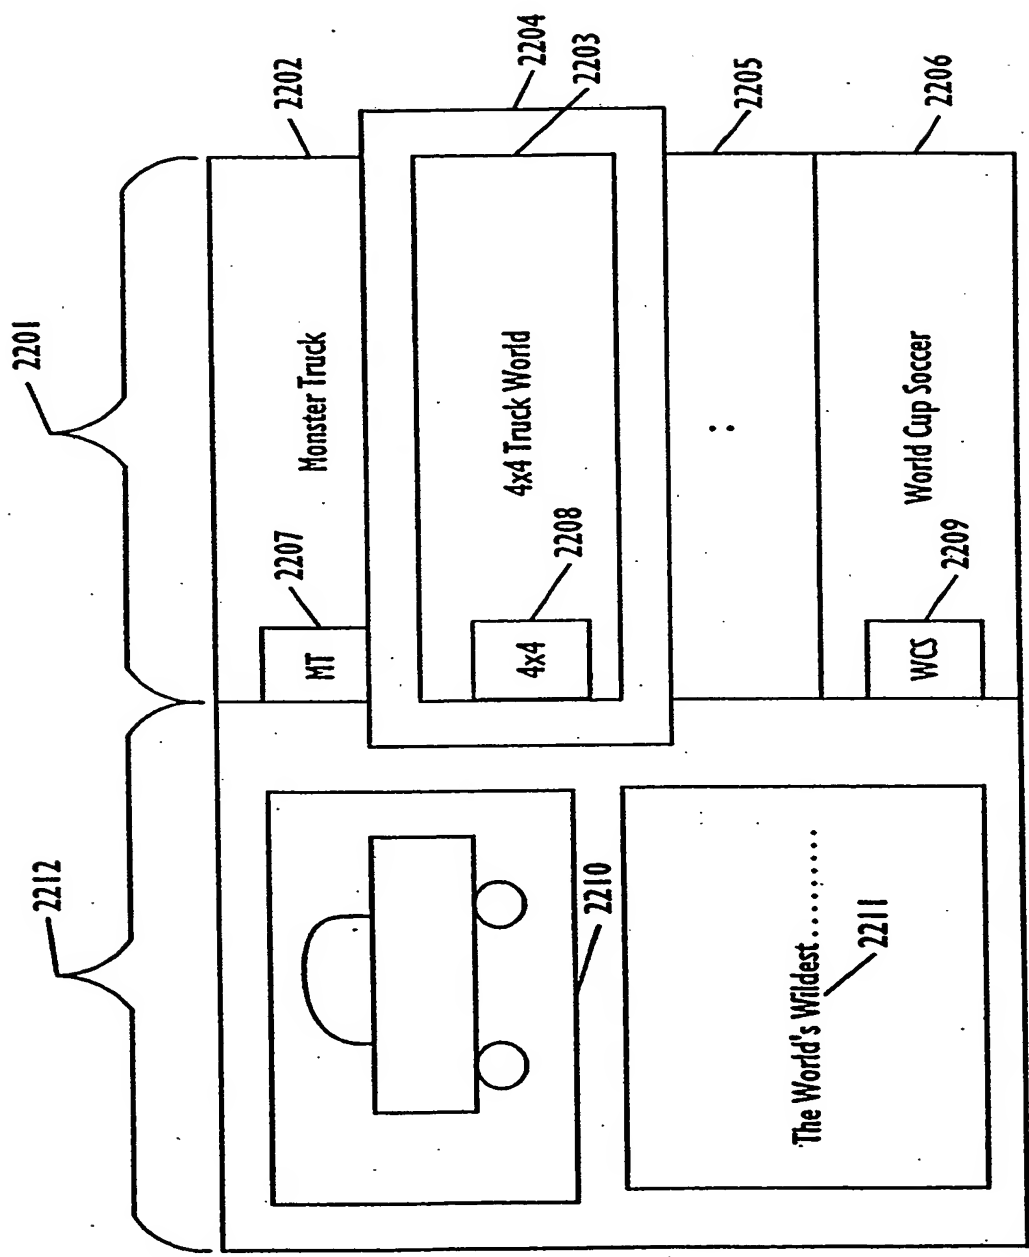 2212
2201
2202
2204
2203
2205
2206
2207
MT
Monster Truck
2208
4x4
4x4 Truck World
2209
WCS
World Cup Soccer
2210
The World's Wildest..........
2211